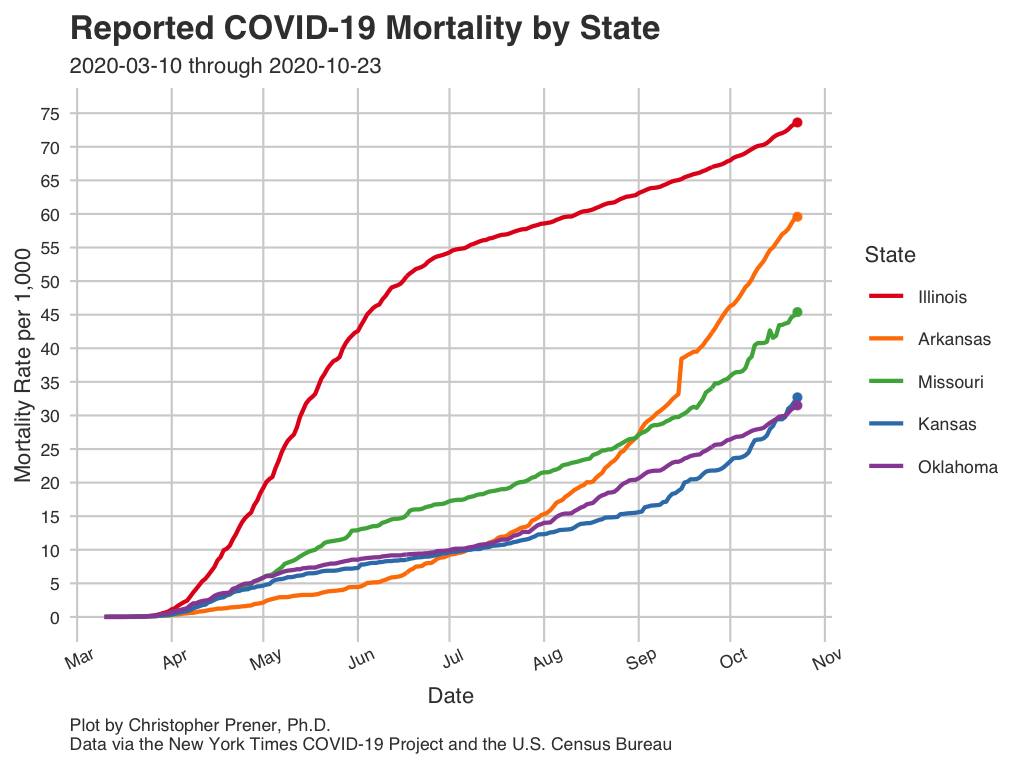 Reported COVID-19 Mortality by State
2020-03-10 through 2020-10-23
Mortality Rate per 1,000
75
70
65
60
55
50
45
40
35
30
25
20
15
10
5
0
Mar
Apr
May
Jun
Jul
Aug
Sep
Oct
Nov
Date
State
Illinois
Arkansas
Missouri
Kansas
Oklahoma
Plot by Christopher Prener, Ph.D.
Data via the New York Times COVID-19 Project and the U.S. Census Bureau